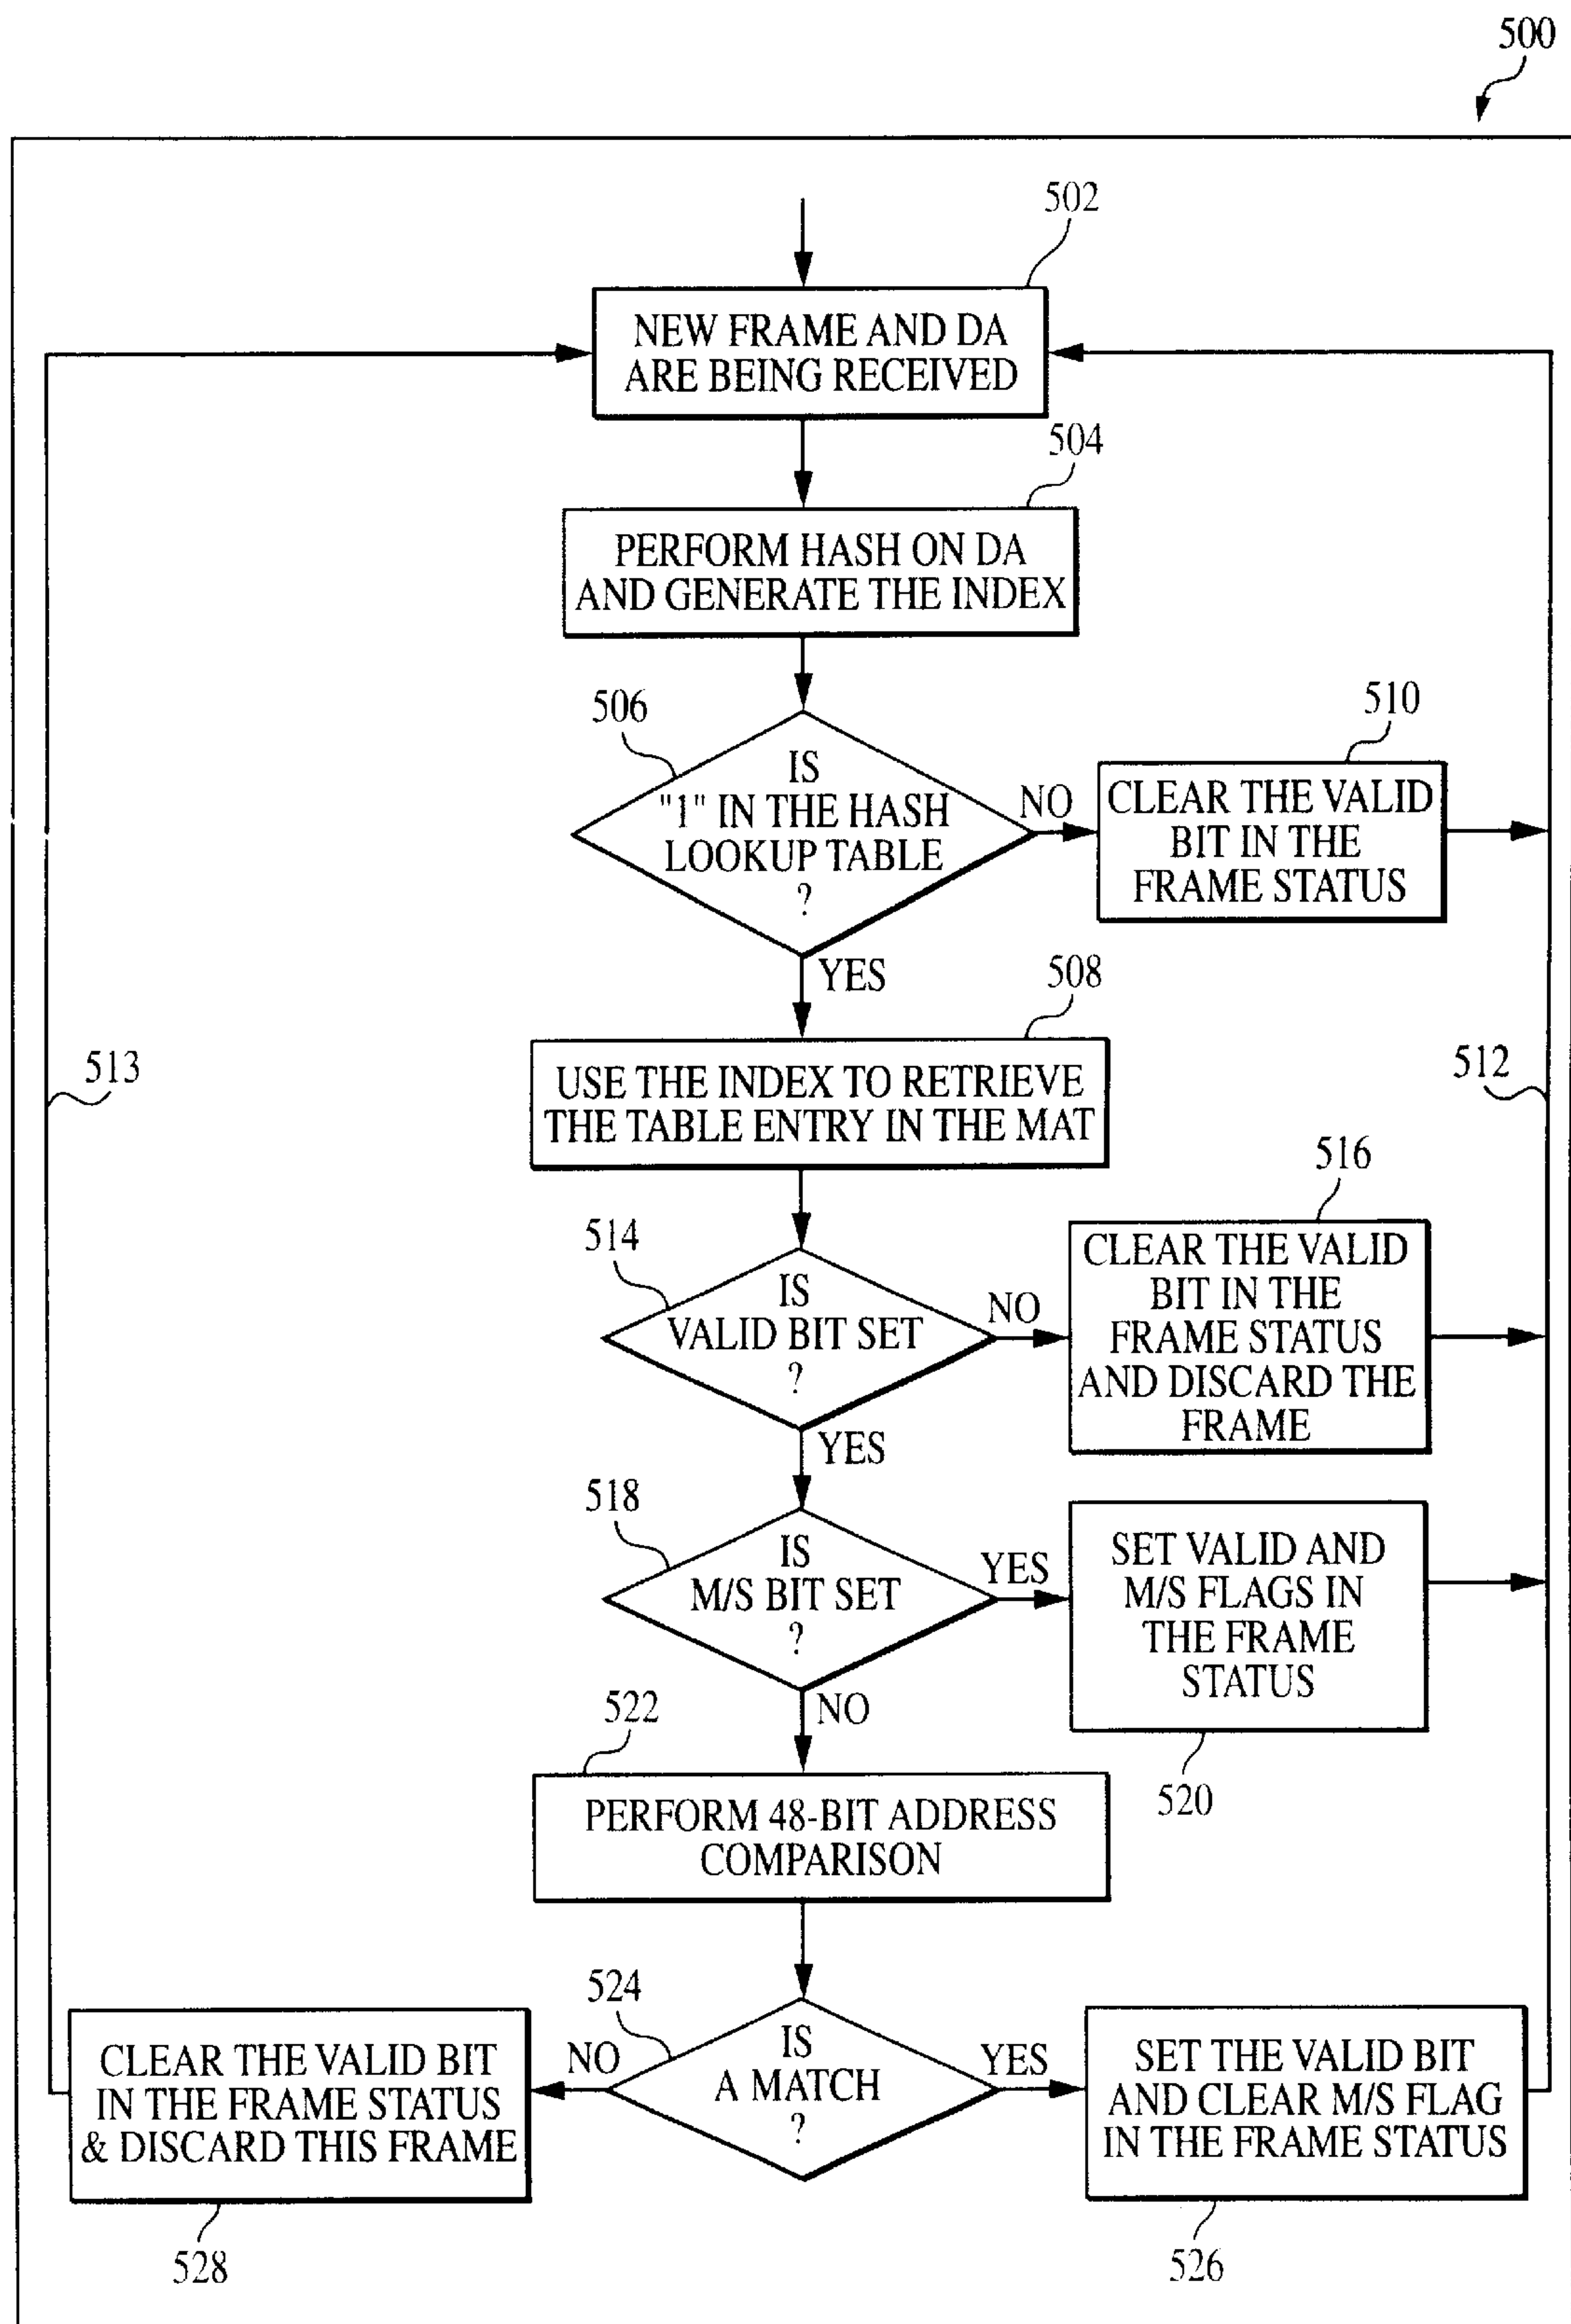 500
502
NEW FRAME AND DA
ARE BEING RECEIVED
504
PERFORM HASH ON DA
AND GENERATE THE INDEX
506
IS
"1" IN THE HASH
LOOKUP TABLE
?
NO
510
CLEAR THE VALID
BIT IN THE
FRAME STATUS
YES
508
USE THE INDEX TO RETRIEVE
THE TABLE ENTRY IN THE MAT
513
512
514
IS
VALID BIT SET
?
NO
516
CLEAR THE VALID
BIT IN THE
FRAME STATUS
AND DISCARD THE
FRAME
YES
518
IS
M/S BIT SET
?
YES
SET VALID AND
M/S FLAGS IN
THE FRAME
STATUS
520
NO
522
PERFORM 48-BIT ADDRESS
COMPARISON
524
IS
A MATCH
?
NO
CLEAR THE VALID BIT
IN THE FRAME STATUS
& DISCARD THIS FRAME
528
YES
SET THE VALID BIT
AND CLEAR M/S FLAG
IN THE FRAME STATUS
526